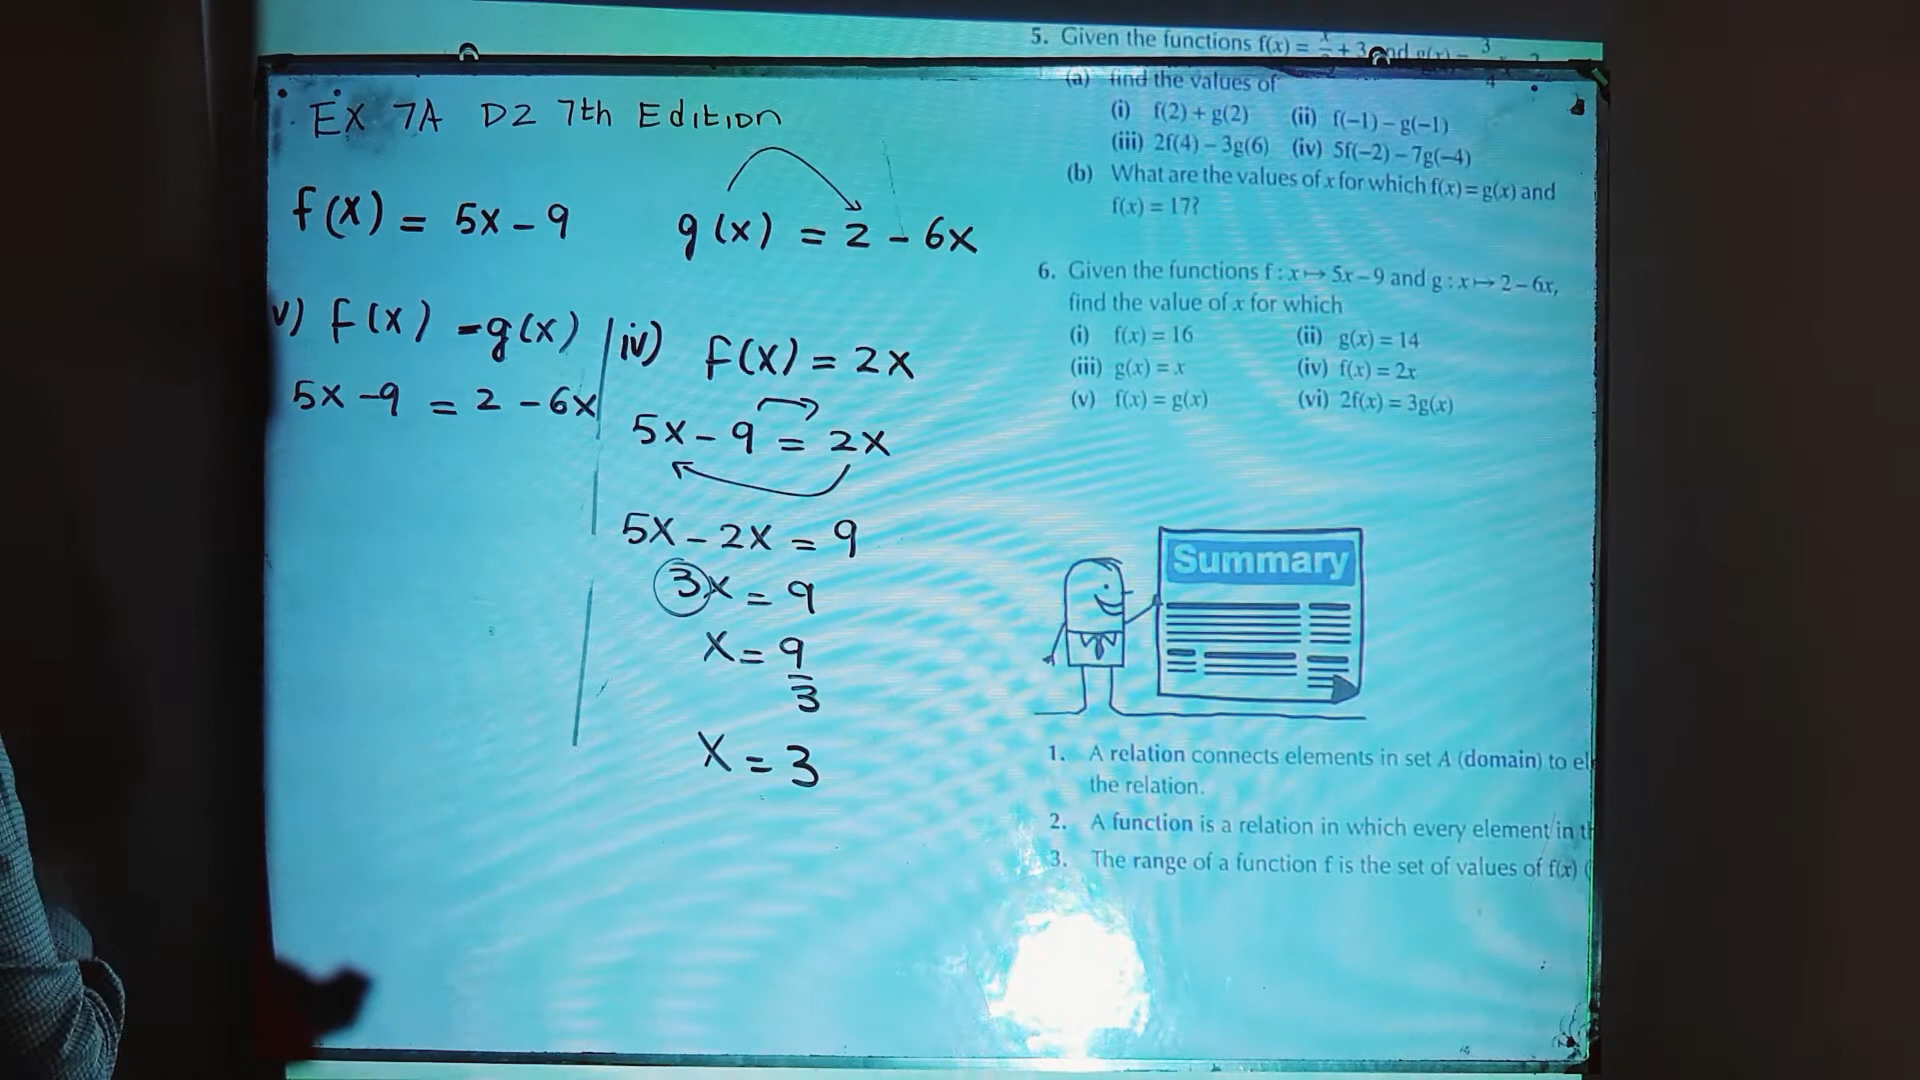 Ex 7A D2 7th Edition
f(x) = 5x - 9
g(x) = 2 - 6x
v) f(x) = g(x)
5x - 9 = 2 - 6x
iv) f(x) = 2x
5x - 9 = 2x
5x - 2x = 9
3x = 9
x = 9/3
x = 3
5. Given the functions f(x) =
(a) find the values of
(i) f(2) + g(2) (ii) f(–1) – g(–1)
(iii) 2f(4) – 3g(6) (iv) 5f(–2) – 7g(–4)
(b) What are the values of x for which f(x) = g(x) and
f(x) = 17?
6. Given the functions f : x ↦ 5x – 9 and g : x ↦ 2 – 6x,
find the value of x for which
(i) f(x) = 16 (ii) g(x) = 14
(iii) g(x) = x (iv) f(x) = 2x
(v) f(x) = g(x) (vi) 2f(x) = 3g(x)
Summary
1. A relation connects elements in set A (domain) to
the relation.
2. A function is a relation in which every element in
3. The range of a function f is the set of values of f(x)